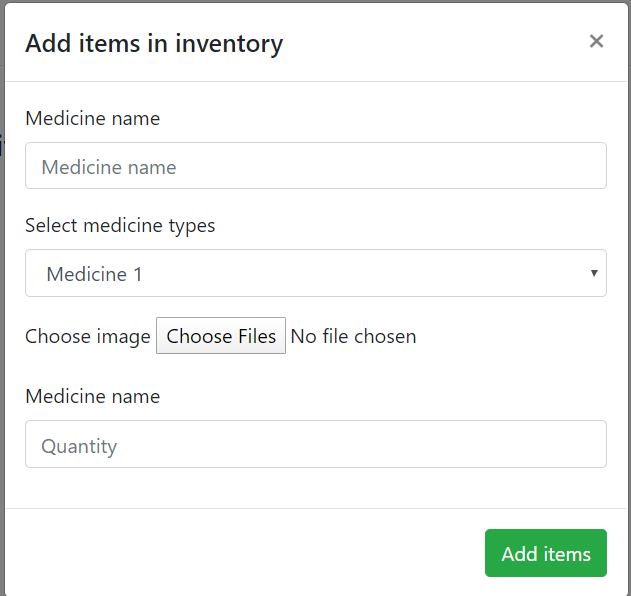 Add items in inventory ×
Medicine name
Medicine name
Select medicine types
Medicine 1
Choose image Choose Files No file chosen
Medicine name
Quantity
Add items